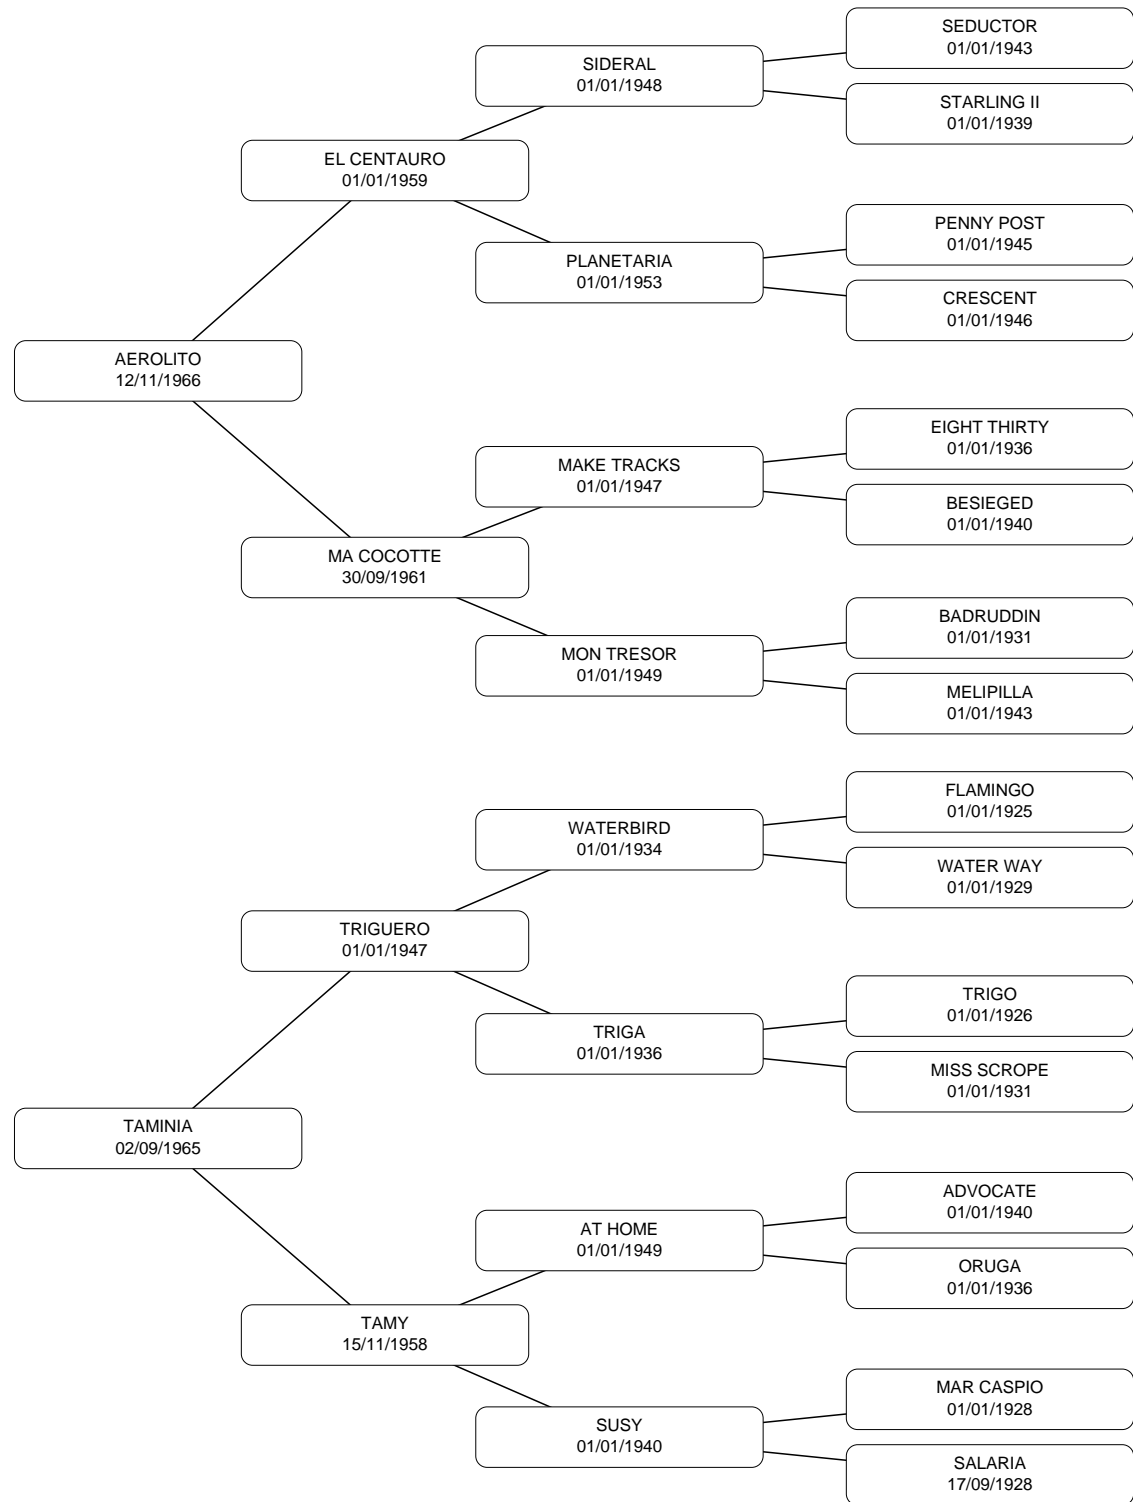 SEDUCTOR
01/01/1943
SIDERAL
01/01/1948
STARLING II
01/01/1939
EL CENTAURO
01/01/1959
PENNY POST
01/01/1945
PLANETARIA
01/01/1953
CRESCENT
01/01/1946
AEROLITO
12/11/1966
EIGHT THIRTY
01/01/1936
MAKE TRACKS
01/01/1947
BESIEGED
01/01/1940
MA COCOTTE
30/09/1961
BADRUDDIN
01/01/1931
MON TRESOR
01/01/1949
MELIPILLA
01/01/1943
FLAMINGO
01/01/1925
WATERBIRD
01/01/1934
WATER WAY
01/01/1929
TRIGUERO
01/01/1947
TRIGO
01/01/1926
TRIGA
01/01/1936
MISS SCROPE
01/01/1931
TAMINIA
02/09/1965
ADVOCATE
01/01/1940
AT HOME
01/01/1949
ORUGA
01/01/1936
TAMY
15/11/1958
MAR CASPIO
01/01/1928
SUSY
01/01/1940
SALARIA
17/09/1928